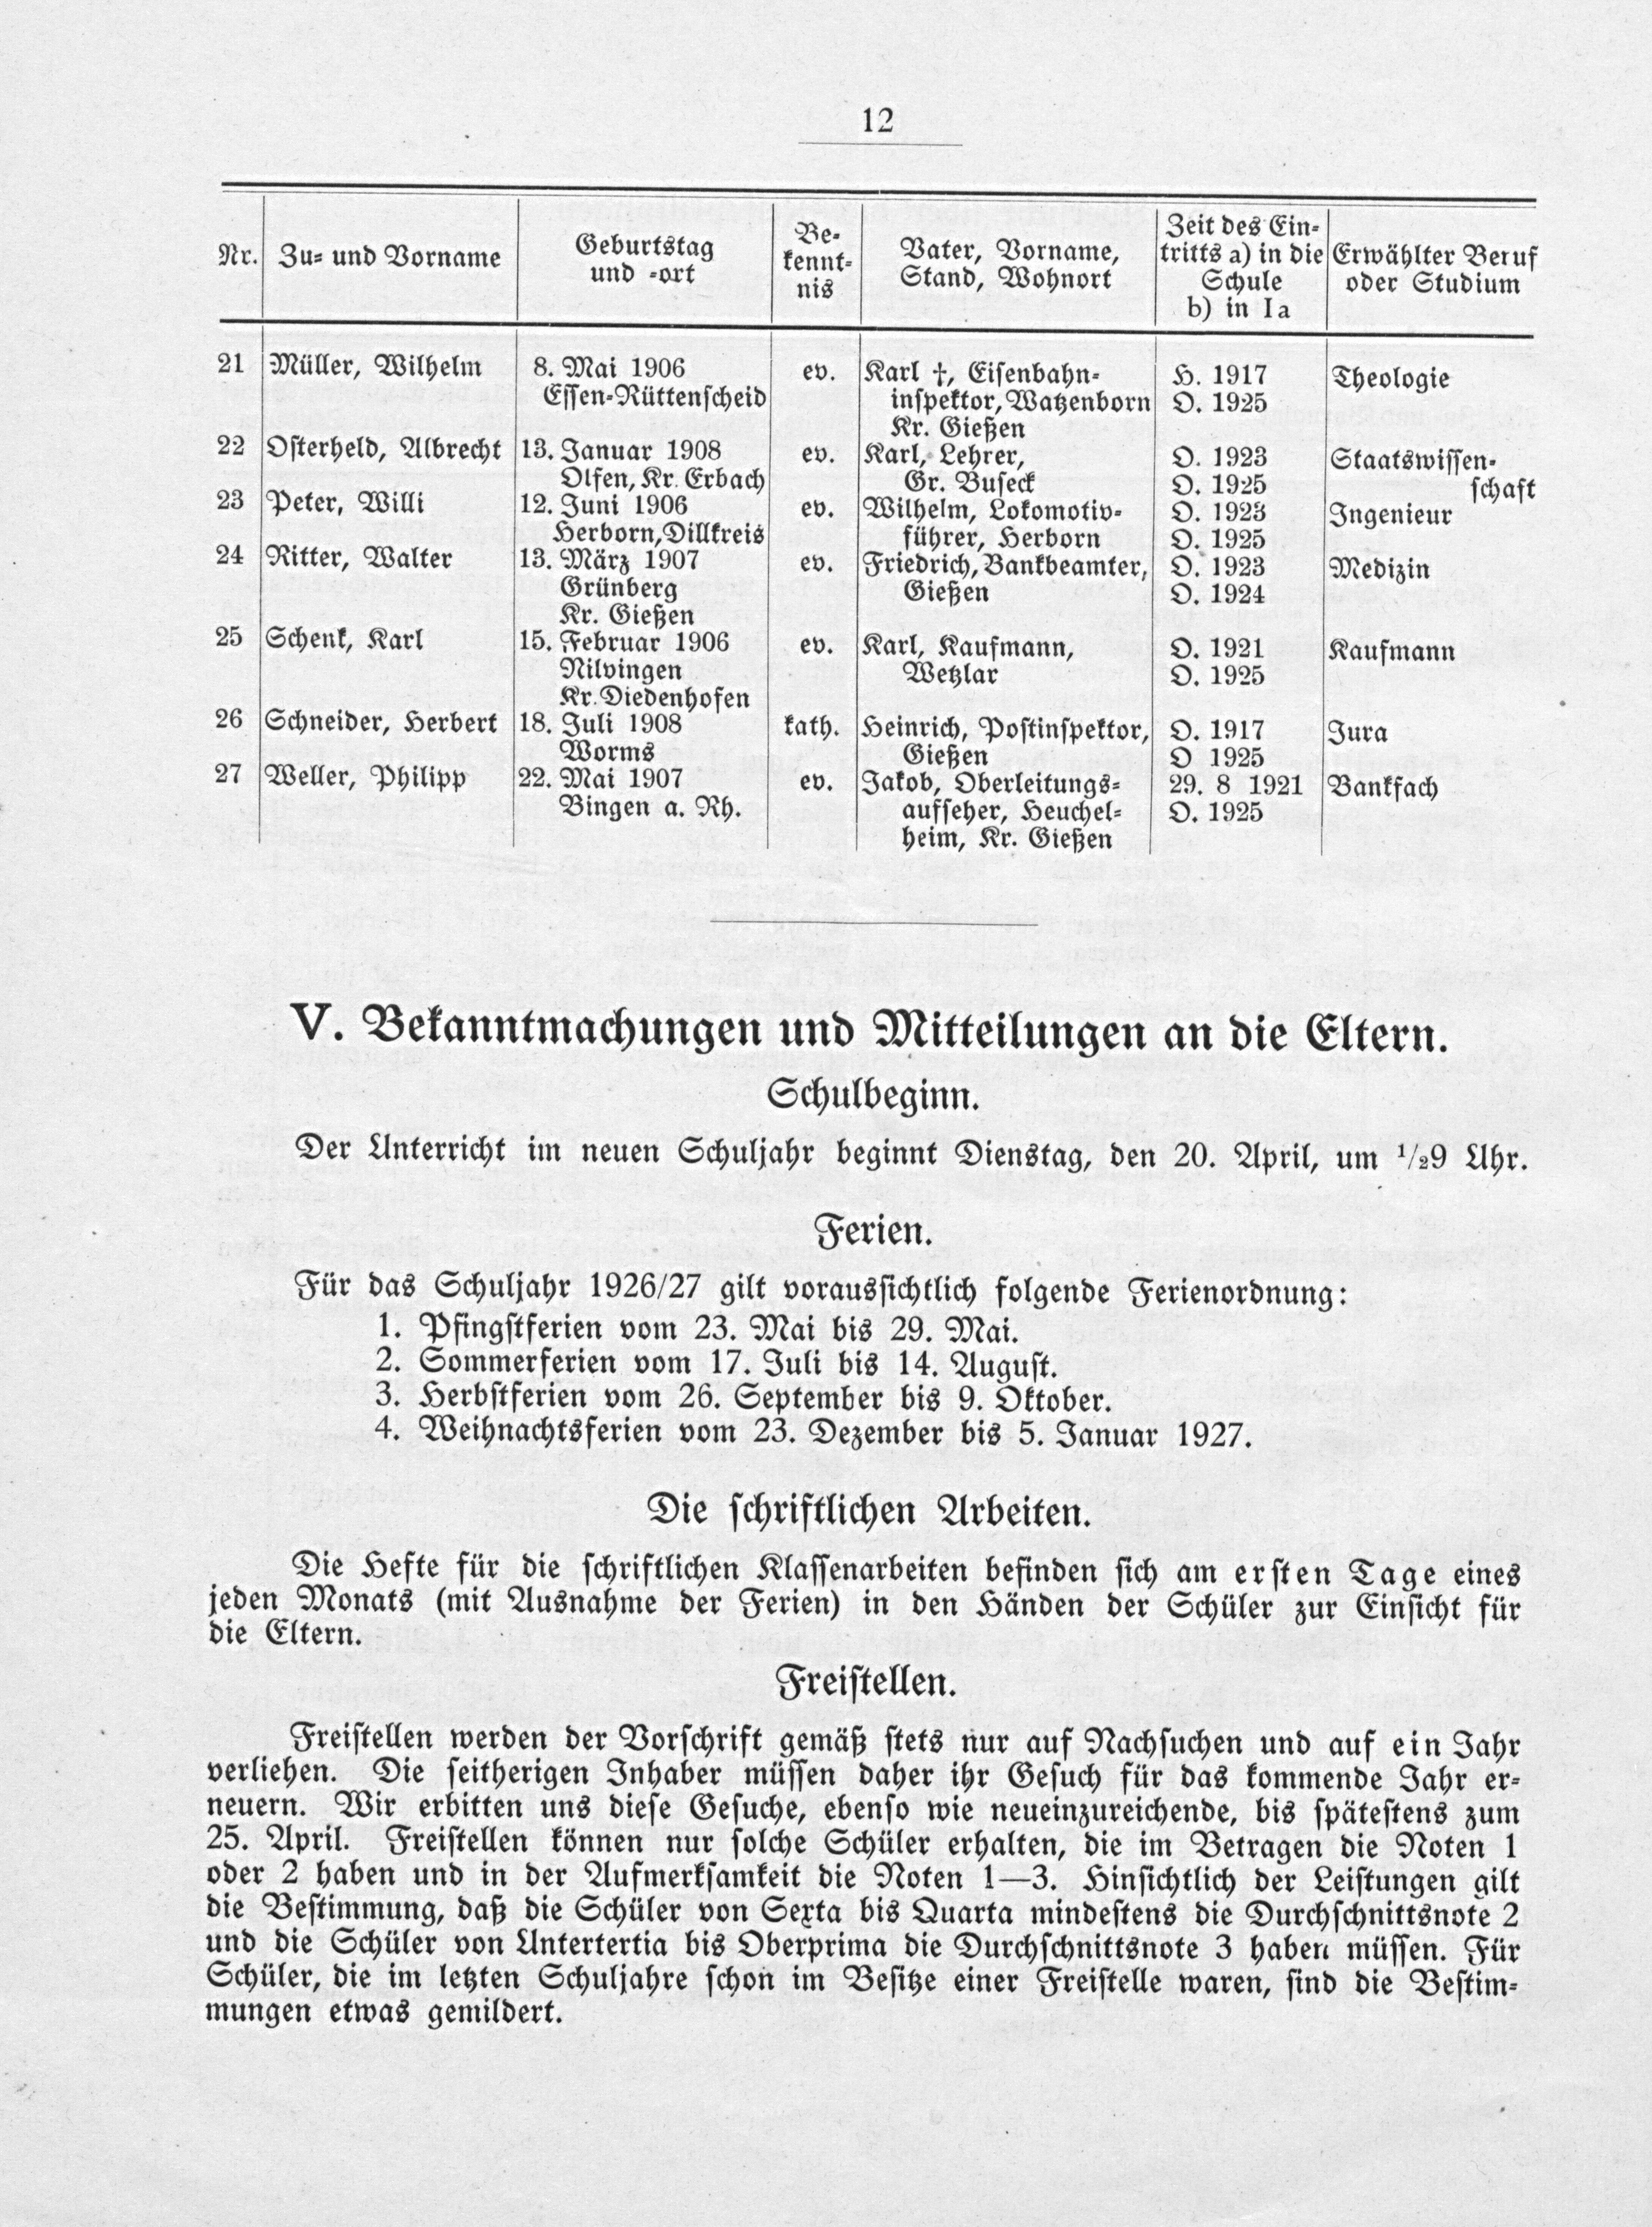 12
Nr. Zu- und Vorname Geburtstag und -ort Be-kennt-nis Vater, Vorname, Stand, Wohnort Zeit des Ein-tritts a) in die Schule b) in Ia Erwählter Beruf oder Studium
21 Müller, Wilhelm 8. Mai 1906 ev. Karl †, Eisenbahn- H. 1917 Theologie
Essen-Rüttenscheid inspektor, Watzenborn O. 1925
Kr. Gießen
22 Osterheld, Albrecht 13. Januar 1908 ev. Karl, Lehrer, O. 1923 Staatswissen-
Olfen, Kr. Erbach Gr. Buseck O. 1925 schaft
23 Peter, Willi 12. Juni 1906 ev. Wilhelm, Lokomotiv- O. 1923 Ingenieur
Herborn, Dillkreis führer, Herborn O. 1925
24 Ritter, Walter 13. März 1907 ev. Friedrich, Bankbeamter, O. 1923 Medizin
Grünberg Gießen O. 1924
Kr. Gießen
25 Schenk, Karl 15. Februar 1906 ev. Karl, Kaufmann, O. 1921 Kaufmann
Nilvingen Wetzlar O. 1925
Kr. Diedenhofen
26 Schneider, Herbert 18. Juli 1908 kath. Heinrich, Postinspektor, O. 1917 Jura
Worms Gießen O 1925
27 Weller, Philipp 22. Mai 1907 ev. Jakob, Oberleitungs- 29. 8 1921 Bankfach
Bingen a. Rh. aufseher, Heuchel- O. 1925
heim, Kr. Gießen
V. Bekanntmachungen und Mitteilungen an die Eltern.
Schulbeginn.
Der Unterricht im neuen Schuljahr beginnt Dienstag, den 20. April, um 1/29 Uhr.
Ferien.
Für das Schuljahr 1926/27 gilt voraussichtlich folgende Ferienordnung:
1. Pfingstferien vom 23. Mai bis 29. Mai.
2. Sommerferien vom 17. Juli bis 14. August.
3. Herbstferien vom 26. September bis 9. Oktober.
4. Weihnachtsferien vom 23. Dezember bis 5. Januar 1927.
Die schriftlichen Arbeiten.
Die Hefte für die schriftlichen Klassenarbeiten befinden sich am ersten Tage eines
jeden Monats (mit Ausnahme der Ferien) in den Händen der Schüler zur Einsicht für
die Eltern.
Freistellen.
Freistellen werden der Vorschrift gemäß stets nur auf Nachsuchen und auf ein Jahr
verliehen. Die seitherigen Inhaber müssen daher ihr Gesuch für das kommende Jahr er-
neuern. Wir erbitten uns diese Gesuche, ebenso wie neueinzureichende, bis spätestens zum
25. April. Freistellen können nur solche Schüler erhalten, die im Betragen die Noten 1
oder 2 haben und in der Aufmerksamkeit die Noten 1—3. Hinsichtlich der Leistungen gilt
die Bestimmung, daß die Schüler von Sexta bis Quarta mindestens die Durchschnittsnote 2
und die Schüler von Untertertia bis Oberprima die Durchschnittsnote 3 haben müssen. Für
Schüler, die im letzten Schuljahre schon im Besitze einer Freistelle waren, sind die Bestim-
mungen etwas gemildert.